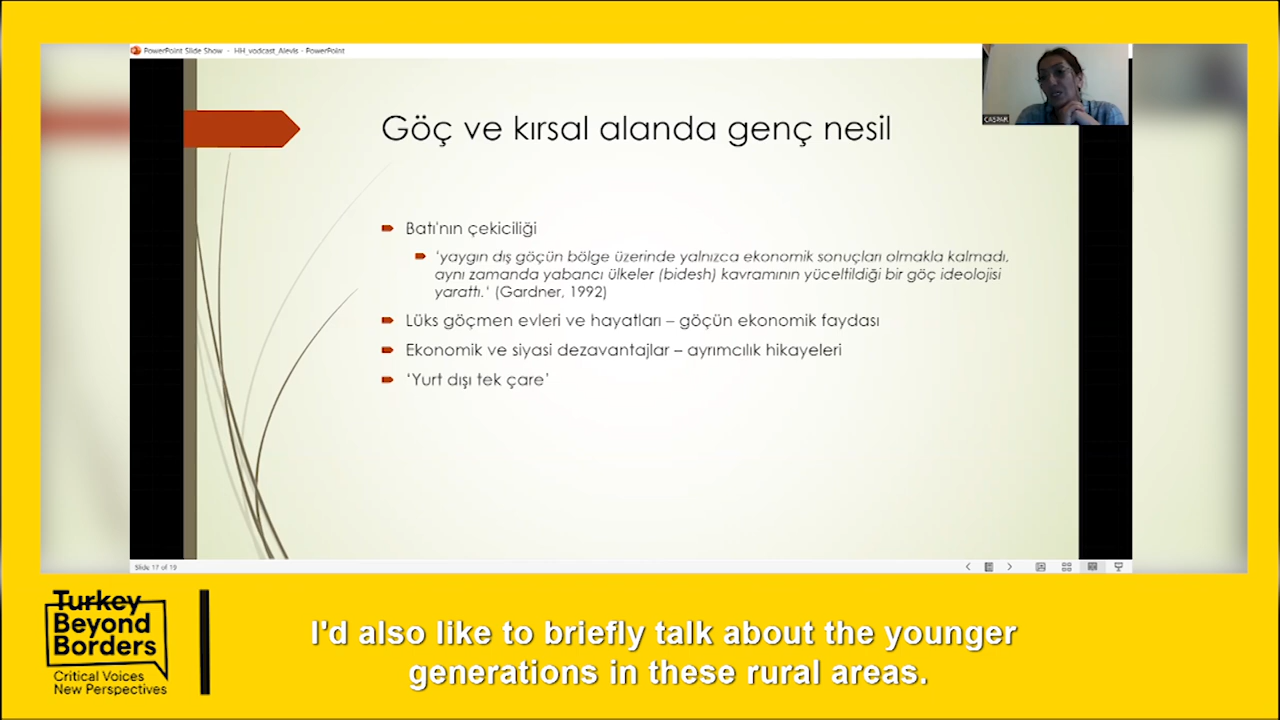 PowerPoint Slide Show - HH_vodcast_Alevis - PowerPoint
CASPAR
Göç ve kırsal alanda genç nesil
Batı'nın çekiciliği
'yaygın dış göçün bölge üzerinde yalnızca ekonomik sonuçları olmakla kalmadı,
aynı zamanda yabancı ülkeler (bidesh) kavramının yüceltildiği bir göç ideolojisi
yarattı.' (Gardner, 1992)
Lüks göçmen evleri ve hayatları – göçün ekonomik faydası
Ekonomik ve siyasi dezavantajlar – ayrımcılık hikayeleri
‘Yurt dışı tek çare’
Slide 17 of 19
Turkey
Beyond
Borders
Critical Voices
New Perspectives
I'd also like to briefly talk about the younger
generations in these rural areas.